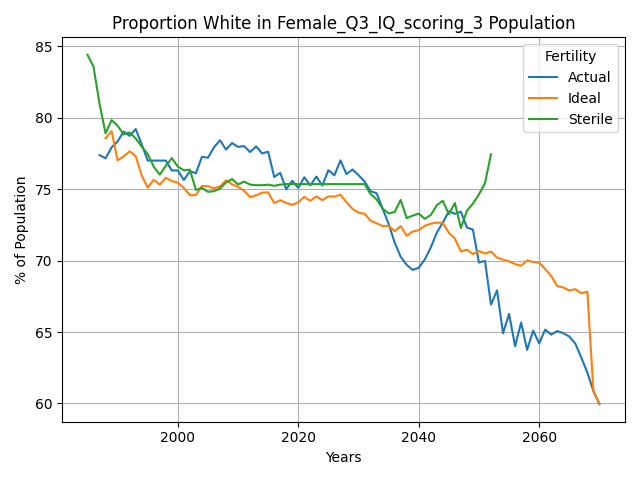 Proportion White in Female_Q3_IQ_scoring_3 Population
Fertility
Actual
Ideal
Sterile
% of Population
85
80
75
70
65
60
2000
2020
2040
2060
Years